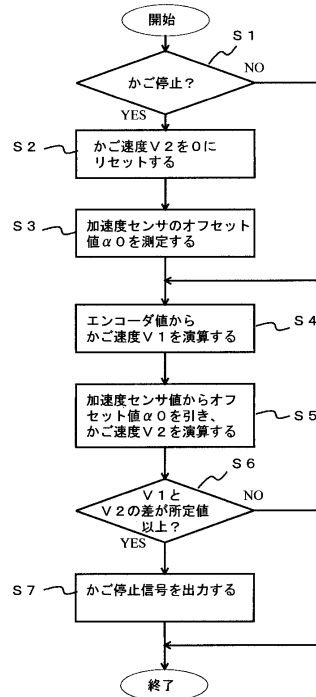 開始
S1
かご停止？
NO
YES
S2
かご速度V2を0に
リセットする
S3
加速度センサのオフセット
値α0を測定する
エンコーダ値から
かご速度V1を演算する
S4
加速度センサ値からオフ
セット値α0を引き、
かご速度V2を演算する
S5
S6
V1と
V2の差が所定値
以上？
NO
YES
S7
かご停止信号を出力する
終了